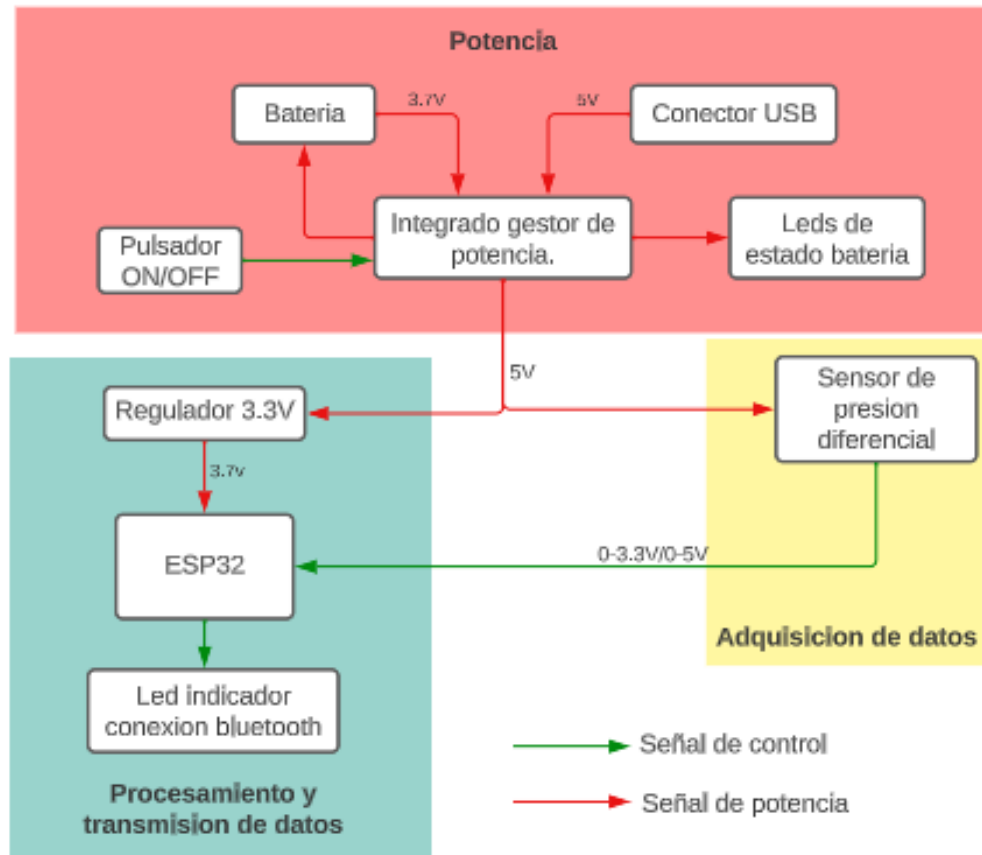 Potencia
Bateria
3.7V
5V
Conector USB
Pulsador
ON/OFF
Integrado gestor de
potencia.
Leds de
estado bateria
5V
Regulador 3.3V
3.7v
ESP32
Led indicador
conexion bluetooth
Procesamiento y
transmision de datos
Sensor de
presion
diferencial
0-3.3V/0-5V
Adquisicion de datos
Señal de control
Señal de potencia